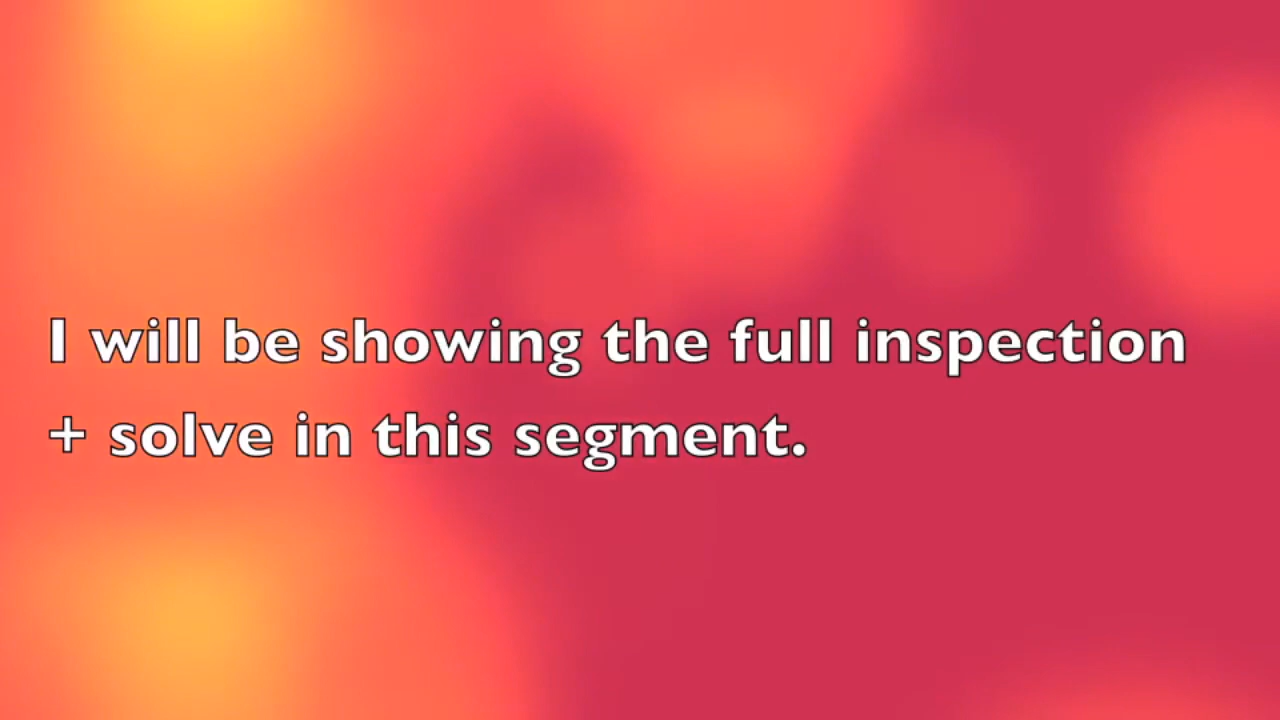 I will be showing the full inspection
+ solve in this segment.